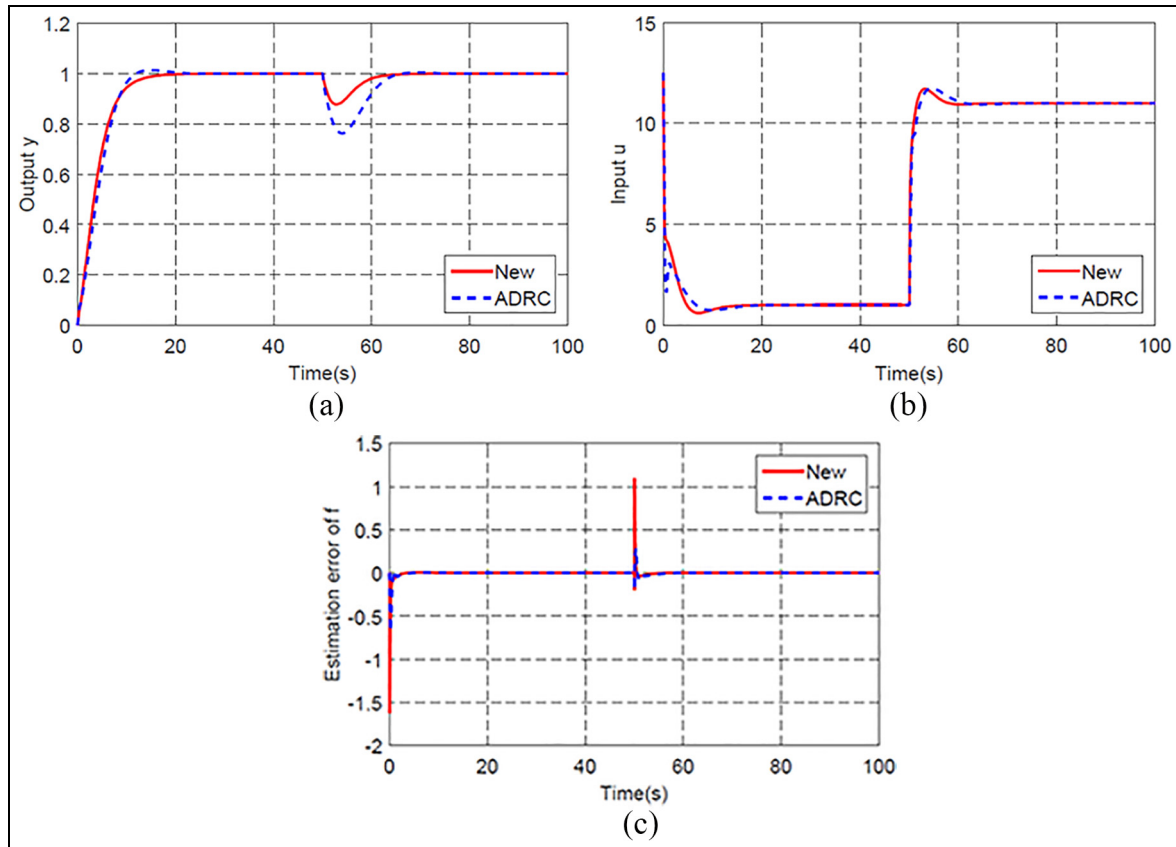 1.2
1
0.8
0.6
0.4
0.2
0
Output y
New
ADRC
0 20 40 60 80 100
Time(s)
(a)
15
10
5
0
Input u
New
ADRC
0 20 40 60 80 100
Time(s)
(b)
1.5
1
0.5
0
-0.5
-1
-1.5
-2
Estimation error of f
New
ADRC
0 20 40 60 80 100
Time(s)
(c)